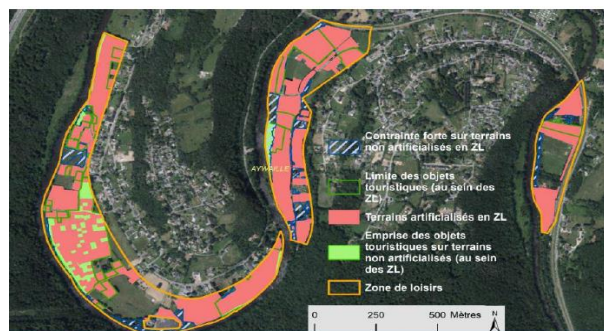 AYWAILLE
Contrainte forte sur terrains
non artificialisés en ZL
Limite des objets
touristiques (au sein des
ZL)
Terrains artificialisés en ZL
Emprise des objets
touristiques sur terrains
non artificialisés (au sein
des ZL)
Zone de loisirs
0 250 500 Mètres N